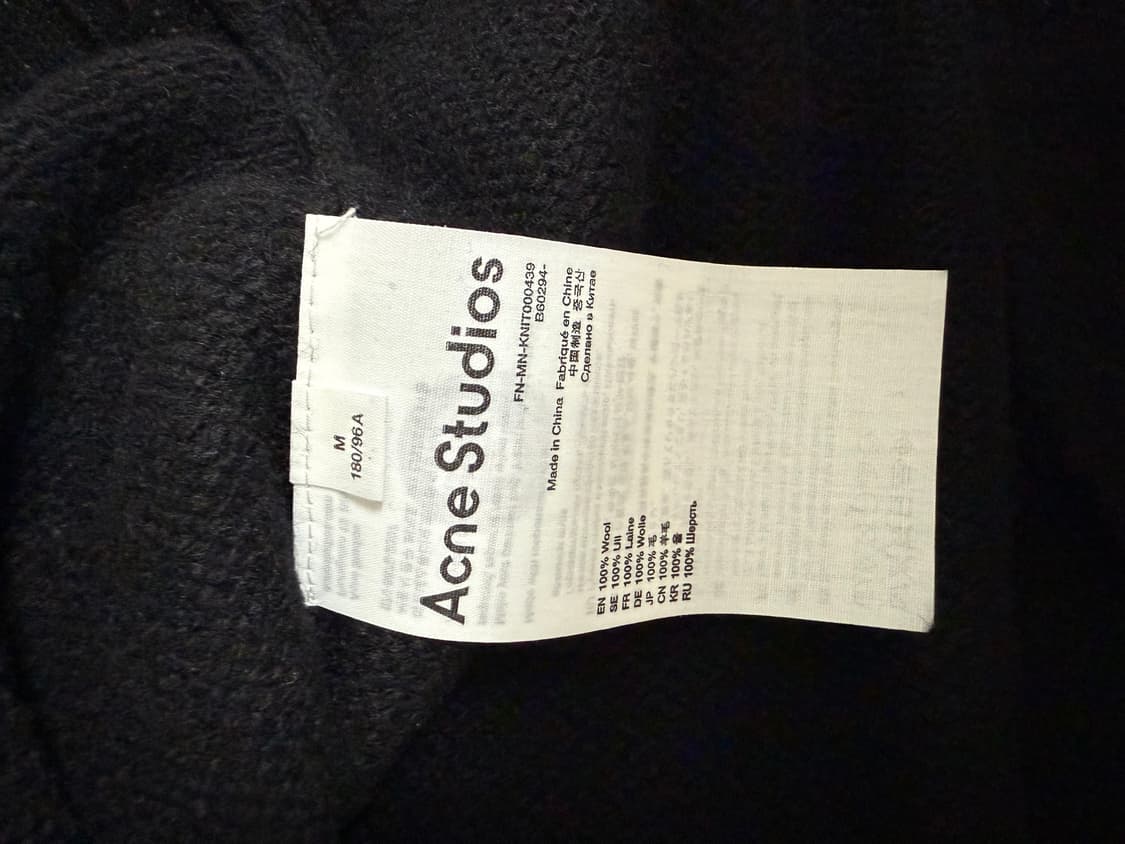 M
180/96A
Acne Studios
FN-MN-KNIT000439
B60294-
Made in China Fabriqué en Chine
中国制造 중국산
Сделано в Китае
EN 100% Wool
SE 100% Ull
FR 100% Laine
DE 100% Wolle
JP 100% 毛
CN 100% 羊毛
KR 100% 울
RU 100% Шерсть